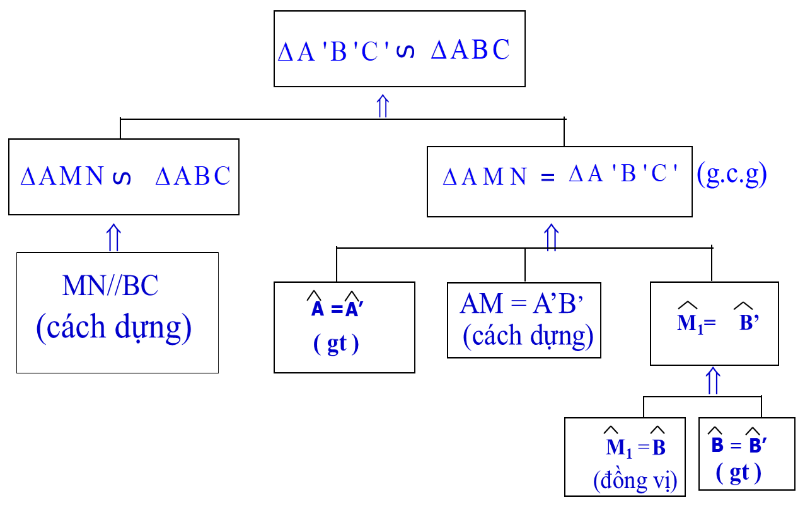 ΔA'B'C' ᔕ ΔABC
⇑
ΔAMN ᔕ ΔABC
ΔAMN = ΔA'B'C' (g.c.g)
⇑
⇑
MN//BC
(cách dựng)
Â = Â'
( gt )
AM = A'B'
(cách dựng)
M̂₁ = B̂'
⇑
M̂₁ = B̂
(đồng vị)
B̂ = B̂'
( gt )